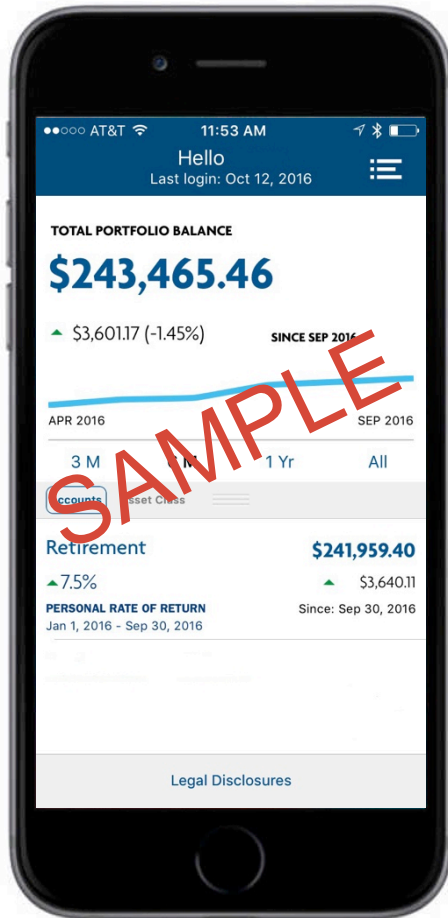 AT&T 11:53 AM
Hello
Last login: Oct 12, 2016
TOTAL PORTFOLIO BALANCE
$243,465.46
$3,601.17 (-1.45%) SINCE SEP 2016
APR 2016 SEP 2016
SAMPLE
3 M M 1 Yr All
ccounts sset Class
Retirement $241,959.40
7.5% $3,640.11
PERSONAL RATE OF RETURN Since: Sep 30, 2016
Jan 1, 2016 - Sep 30, 2016
Legal Disclosures